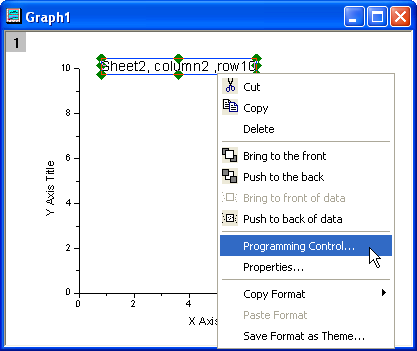 Graph1
1
Sheet2, column2 ,row10
Cut
Copy
Delete
Bring to the front
Push to the back
Bring to front of data
Push to back of data
Programming Control...
Properties...
Copy Format
Paste Format
Save Format as Theme...
10
8
6
4
2
0
Y Axis Title
0
2
4
X Axis